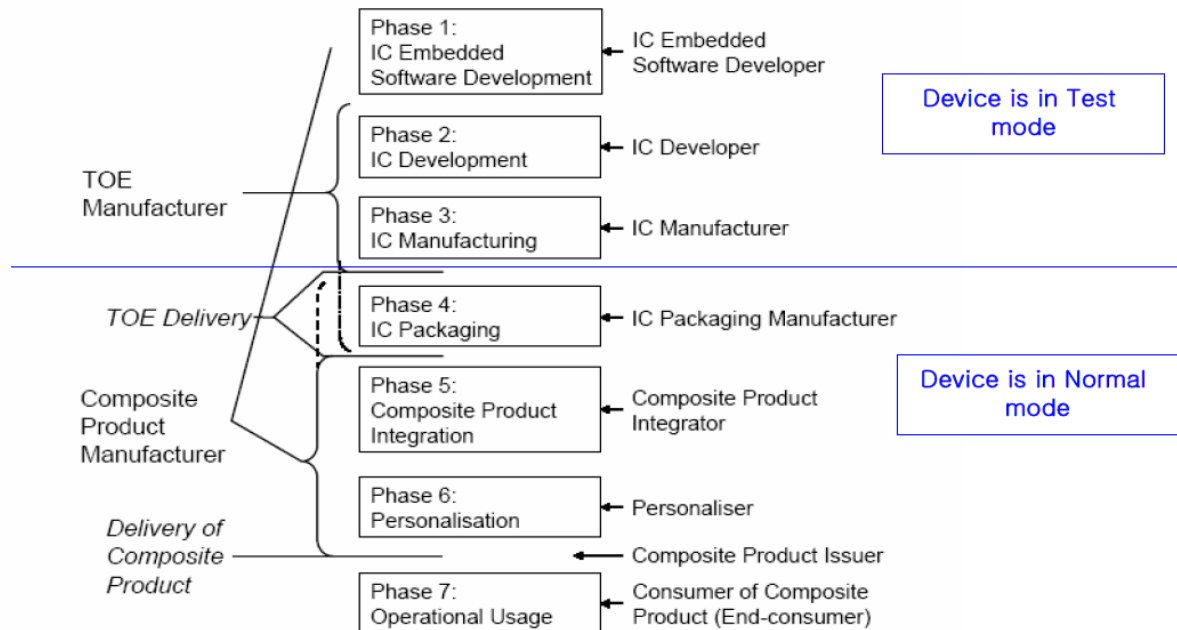 Phase 1:
IC Embedded
Software Development
IC Embedded
Software Developer
Device is in Test
mode
Phase 2:
IC Development
IC Developer
TOE
Manufacturer
Phase 3:
IC Manufacturing
IC Manufacturer
TOE Delivery
Phase 4:
IC Packaging
IC Packaging Manufacturer
Device is in Normal
mode
Composite
Product
Manufacturer
Phase 5:
Composite Product
Integration
Composite Product
Integrator
Phase 6:
Personalisation
Personaliser
Delivery of
Composite
Product
Composite Product Issuer
Phase 7:
Operational Usage
Consumer of Composite
Product (End-consumer)